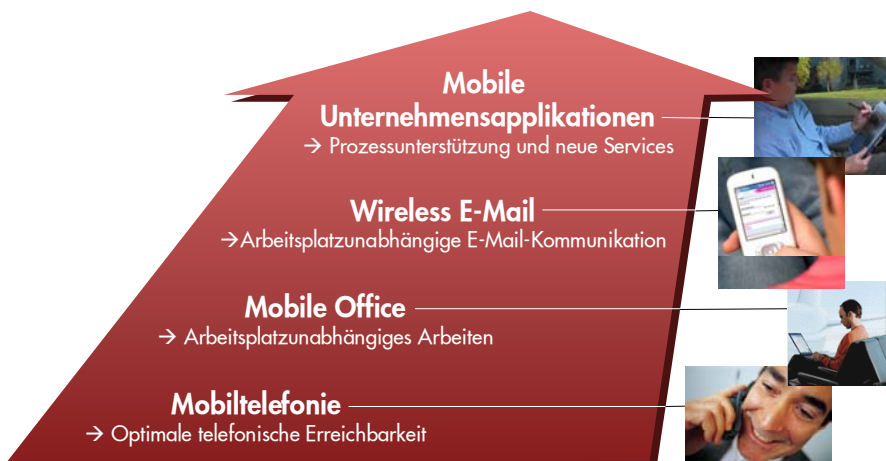 Mobile
Unternehmensapplikationen
→ Prozessunterstützung und neue Services
Wireless E-Mail
→Arbeitsplatzunabhängige E-Mail-Kommunikation
Mobile Office
→ Arbeitsplatzunabhängiges Arbeiten
Mobiltelefonie
→ Optimale telefonische Erreichbarkeit